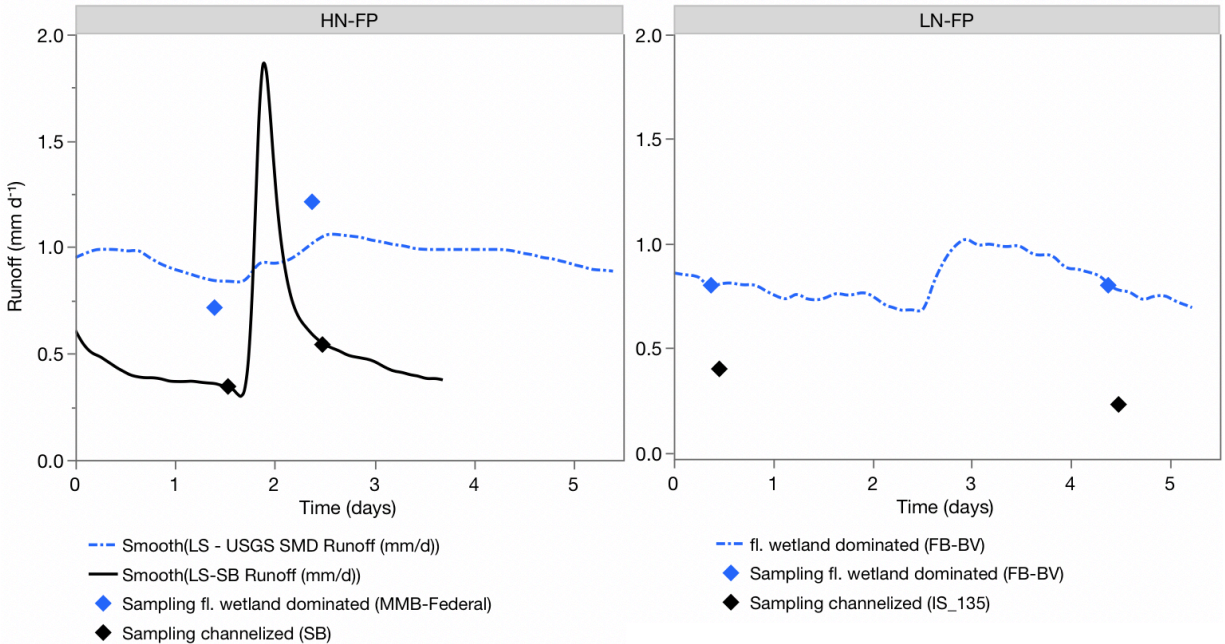 HN-FP
LN-FP
Runoff (mm d⁻¹)
2.0
1.5
1.0
0.5
0.0
0 1 2 3 4 5
Time (days)
2.0
1.5
1.0
0.5
0.0
0 1 2 3 4 5
Time (days)
Smooth(LS - USGS SMD Runoff (mm/d))
Smooth(LS-SB Runoff (mm/d))
Sampling fl. wetland dominated (MMB-Federal)
Sampling channelized (SB)
fl. wetland dominated (FB-BV)
Sampling fl. wetland dominated (FB-BV)
Sampling channelized (IS_135)